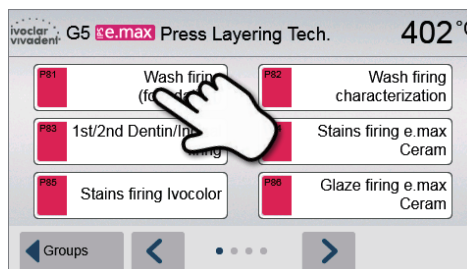 ivoclar
vivadent
G5 e.max Press Layering Tech.
402°
P81
Wash firing
P82
Wash firing
characterization
P83
1st/2nd Dentin/In
firing
Stains firing e.max
Ceram
P85
Stains firing Ivocolor
P86
Glaze firing e.max
Ceram
Groups